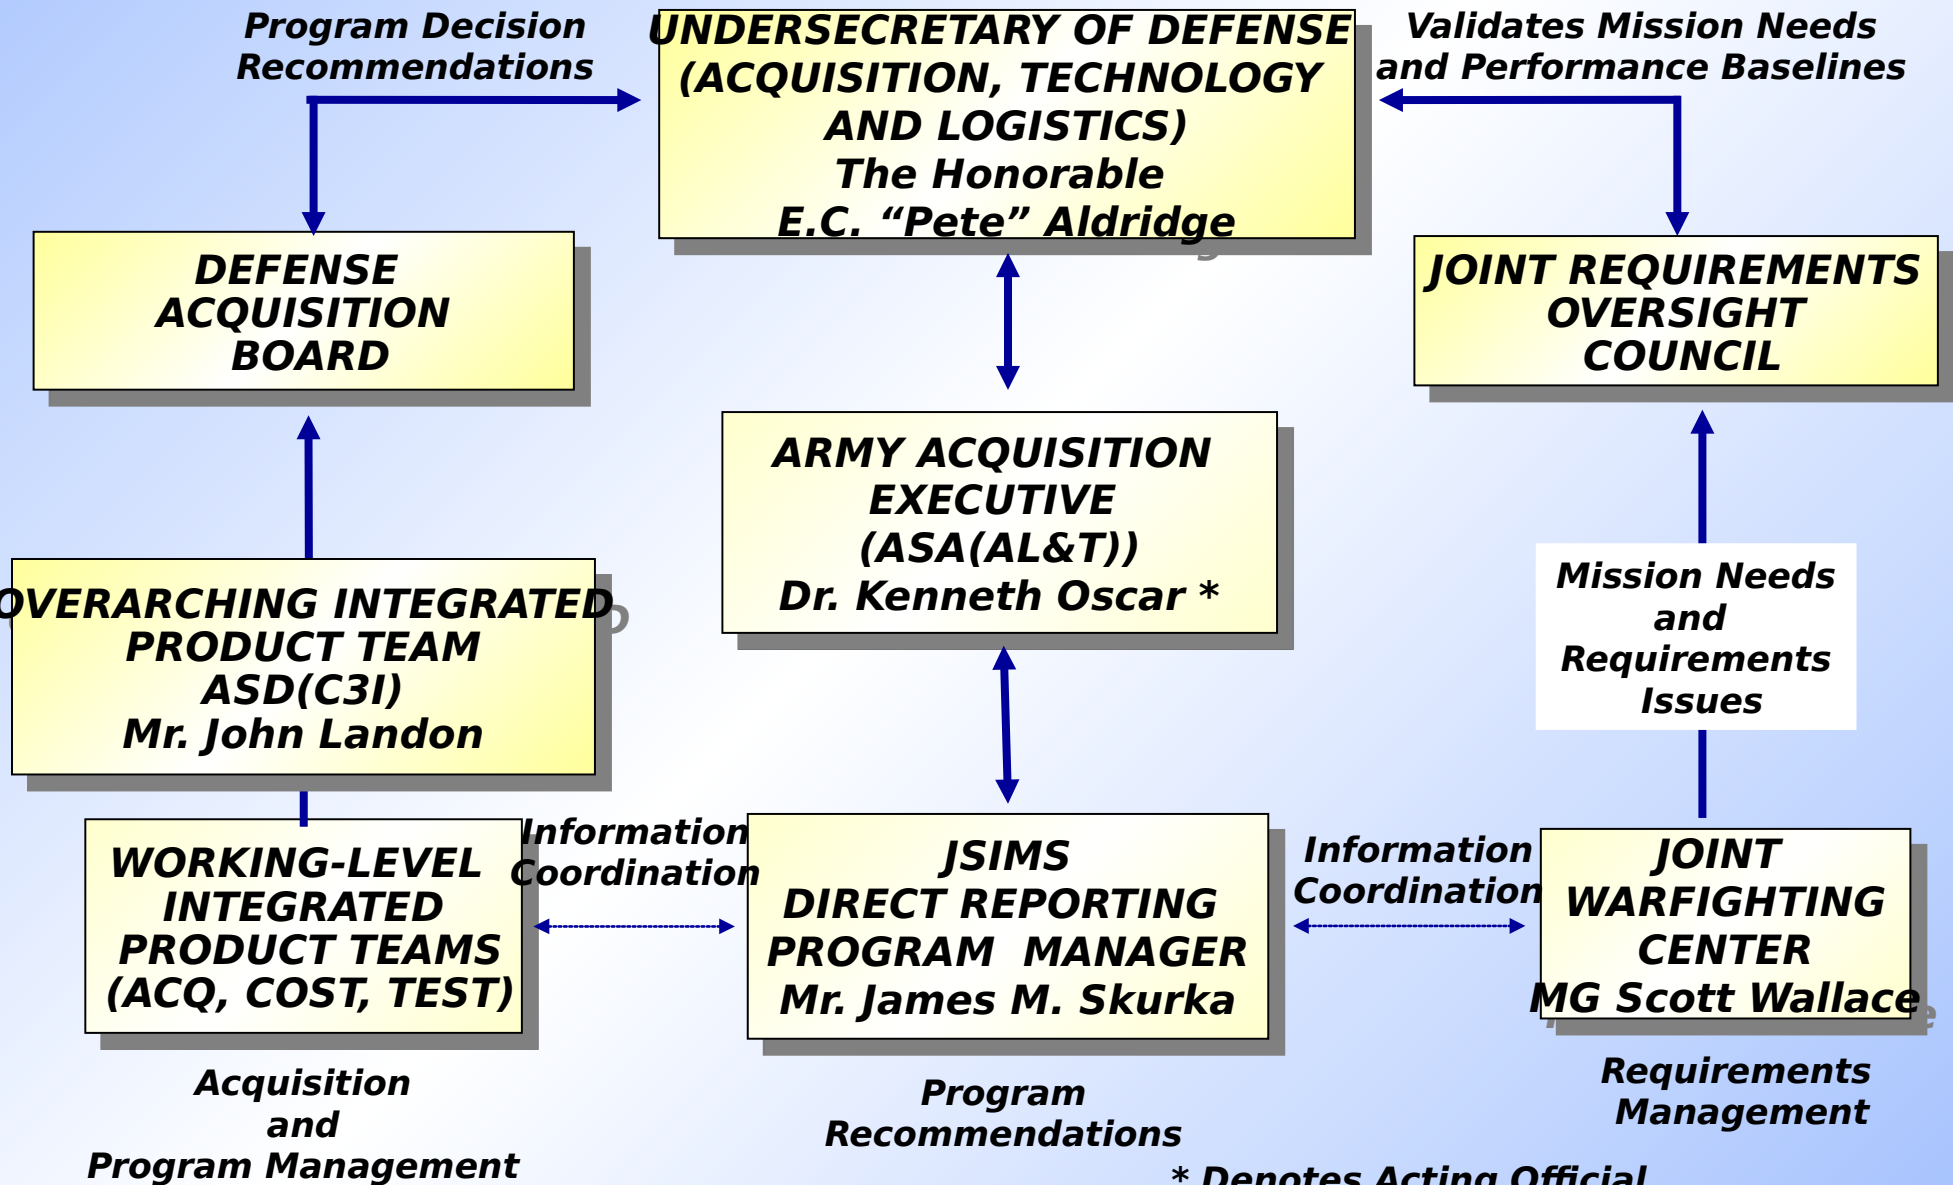 Program Decision
Recommendations
UNDERSECRETARY OF DEFENSE
(ACQUISITION, TECHNOLOGY
AND LOGISTICS)
The Honorable
E.C. “Pete” Aldridge
Validates Mission Needs
and Performance Baselines
DEFENSE
ACQUISITION
BOARD
JOINT REQUIREMENTS
OVERSIGHT
COUNCIL
ARMY ACQUISITION
EXECUTIVE
(ASA(AL&T))
Dr. Kenneth Oscar *
OVERARCHING INTEGRATED
PRODUCT TEAM
ASD(C3I)
Mr. John Landon
Mission Needs
and
Requirements
Issues
WORKING-LEVEL
INTEGRATED
PRODUCT TEAMS
(ACQ, COST, TEST)
Information
Coordination
JSIMS
DIRECT REPORTING
PROGRAM MANAGER
Mr. James M. Skurka
Information
Coordination
JOINT
WARFIGHTING
CENTER
MG Scott Wallace
Acquisition
and
Program Management
Program
Recommendations
Requirements
Management
* Denotes Acting Official